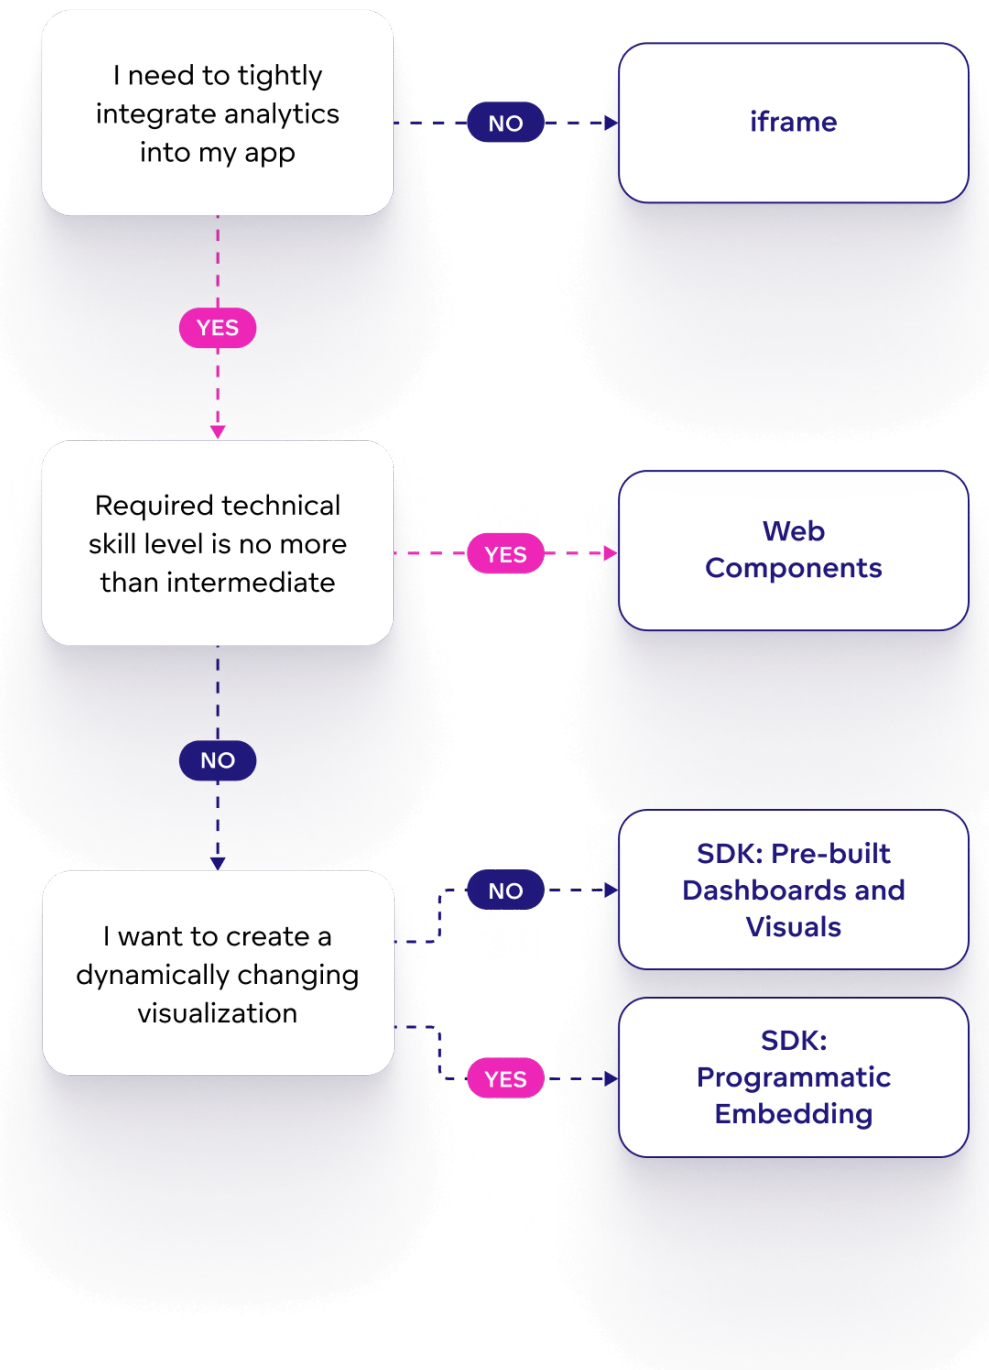 I need to tightly
integrate analytics
into my app
NO
iframe
YES
Required technical
skill level is no more
than intermediate
YES
Web
Components
NO
I want to create a
dynamically changing
visualization
NO
SDK: Pre-built
Dashboards and
Visuals
YES
SDK:
Programmatic
Embedding